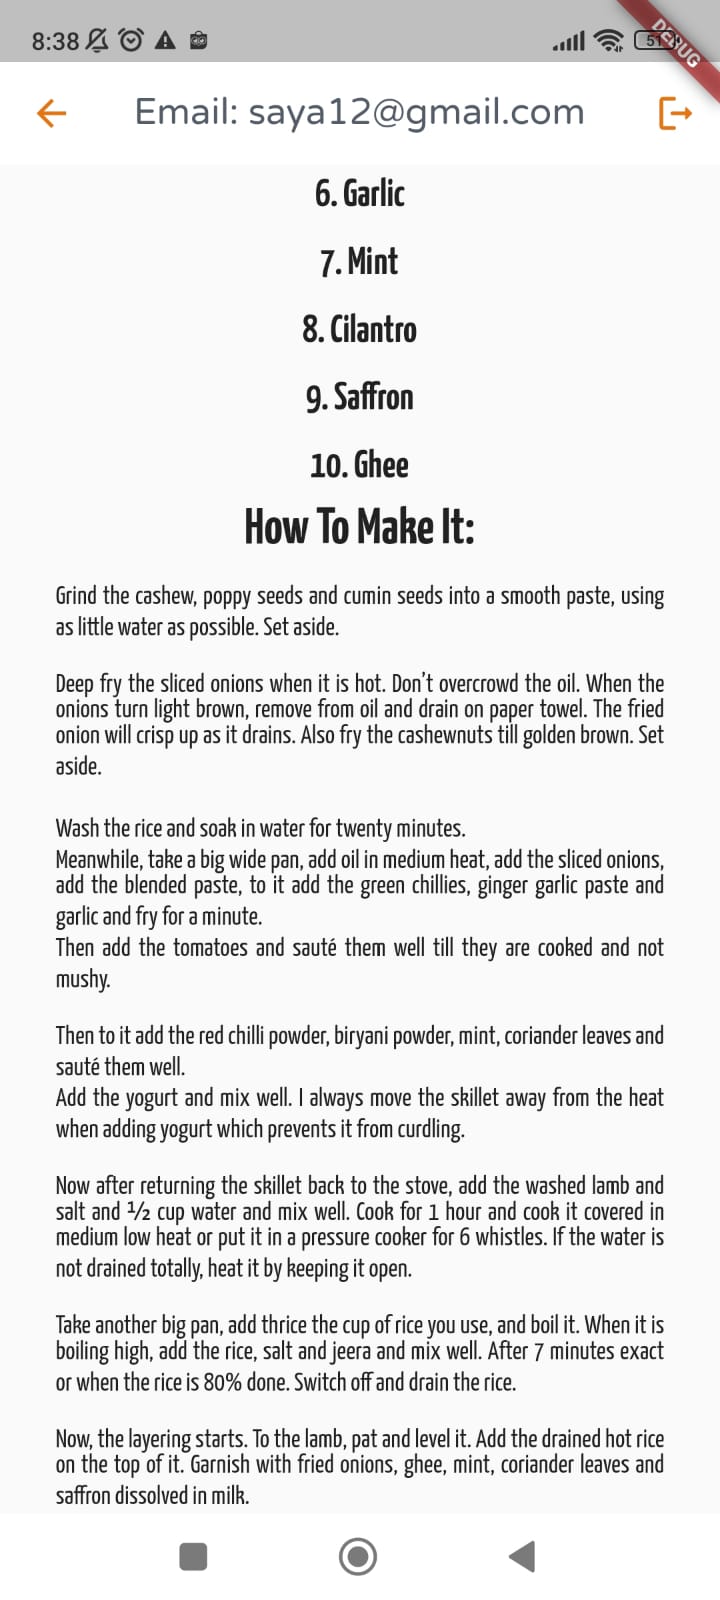 8:38
51
DEBUG
Email: saya12@gmail.com
6. Garlic
7. Mint
8. Cilantro
9. Saffron
10. Ghee
How To Make It:
Grind the cashew, poppy seeds and cumin seeds into a smooth paste, using
as little water as possible. Set aside.
Deep fry the sliced onions when it is hot. Don’t overcrowd the oil. When the
onions turn light brown, remove from oil and drain on paper towel. The fried
onion will crisp up as it drains. Also fry the cashewnuts till golden brown. Set
aside.
Wash the rice and soak in water for twenty minutes.
Meanwhile, take a big wide pan, add oil in medium heat, add the sliced onions,
add the blended paste, to it add the green chillies, ginger garlic paste and
garlic and fry for a minute.
Then add the tomatoes and sauté them well till they are cooked and not
mushy.
Then to it add the red chilli powder, biryani powder, mint, coriander leaves and
sauté them well.
Add the yogurt and mix well. I always move the skillet away from the heat
when adding yogurt which prevents it from curdling.
Now after returning the skillet back to the stove, add the washed lamb and
salt and ½ cup water and mix well. Cook for 1 hour and cook it covered in
medium low heat or put it in a pressure cooker for 6 whistles. If the water is
not drained totally, heat it by keeping it open.
Take another big pan, add thrice the cup of rice you use, and boil it. When it is
boiling high, add the rice, salt and jeera and mix well. After 7 minutes exact
or when the rice is 80% done. Switch off and drain the rice.
Now, the layering starts. To the lamb, pat and level it. Add the drained hot rice
on the top of it. Garnish with fried onions, ghee, mint, coriander leaves and
saffron dissolved in milk.